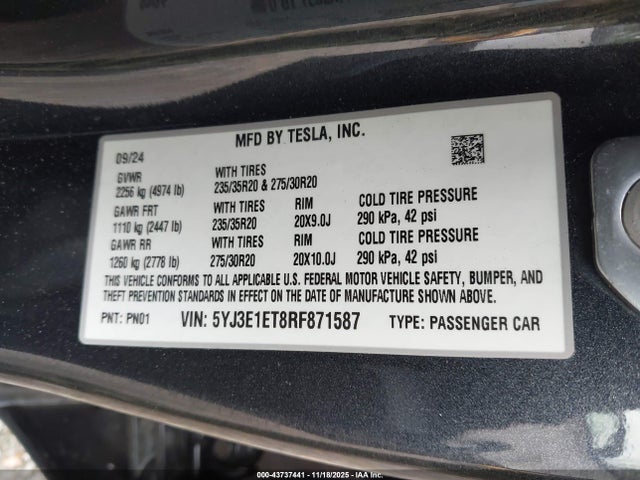 MFD BY TESLA, INC.
09/24
GVWR WITH TIRES
2256 kg (4974 lb) 235/35R20 & 275/30R20
GAWR FRT WITH TIRES RIM COLD TIRE PRESSURE
1110 kg (2447 lb) 235/35R20 20X9.0J 290 kPa, 42 psi
GAWR RR WITH TIRES RIM COLD TIRE PRESSURE
1260 kg (2778 lb) 275/30R20 20X10.0J 290 kPa, 42 psi
THIS VEHICLE CONFORMS TO ALL APPLICABLE U.S. FEDERAL MOTOR VEHICLE SAFETY, BUMPER, AND
THEFT PREVENTION STANDARDS IN EFFECT ON THE DATE OF MANUFACTURE SHOWN ABOVE.
PNT: PN01 VIN: 5YJ3E1ET8RF871587 TYPE: PASSENGER CAR
000-43737441 - 11/18/2025 - IAA, Inc.